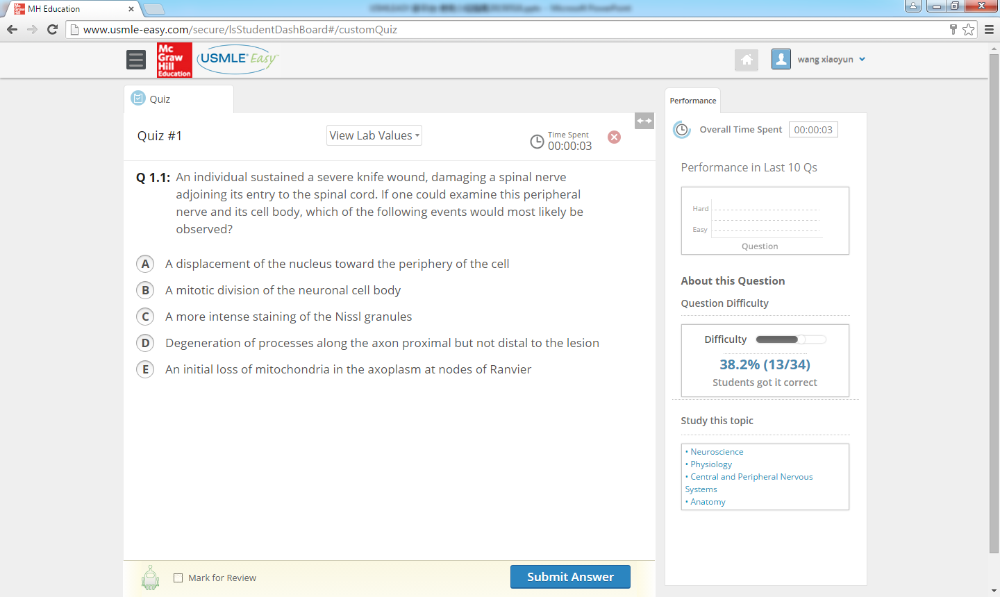 MH Education
www.usmle-easy.com/secure/lsStudentDashBoard#/customQuiz
Mc
Graw
Hill
Education
USMLE® Easy™
wang xiaoyun
Quiz
Performance
Quiz #1
View Lab Values
Time Spent
00:00:03
Overall Time Spent 00:00:03
Q 1.1: An individual sustained a severe knife wound, damaging a spinal nerve
adjoining its entry to the spinal cord. If one could examine this peripheral
nerve and its cell body, which of the following events would most likely be
observed?
A A displacement of the nucleus toward the periphery of the cell
B A mitotic division of the neuronal cell body
C A more intense staining of the Nissl granules
D Degeneration of processes along the axon proximal but not distal to the lesion
E An initial loss of mitochondria in the axoplasm at nodes of Ranvier
Mark for Review
Submit Answer
Performance in Last 10 Qs
Hard
Easy
Question
About this Question
Question Difficulty
Difficulty
38.2% (13/34)
Students got it correct
Study this topic
• Neuroscience
• Physiology
• Central and Peripheral Nervous
Systems
• Anatomy